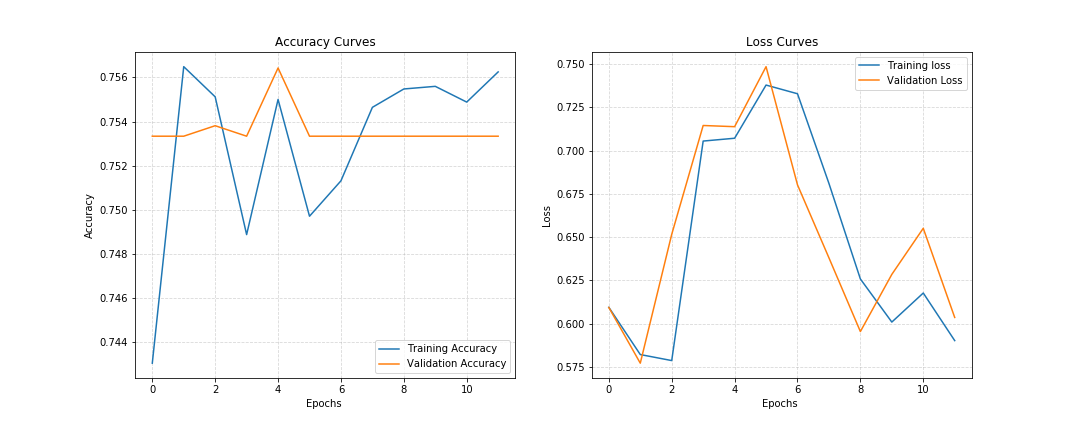 Accuracy Curves
0.756
0.754
0.752
0.750
0.748
0.746
0.744
Accuracy
0 2 4 6 8 10
Epochs
Training Accuracy
Validation Accuracy
Loss Curves
0.750
0.725
0.700
0.675
0.650
0.625
0.600
0.575
Loss
0 2 4 6 8 10
Epochs
Training loss
Validation Loss